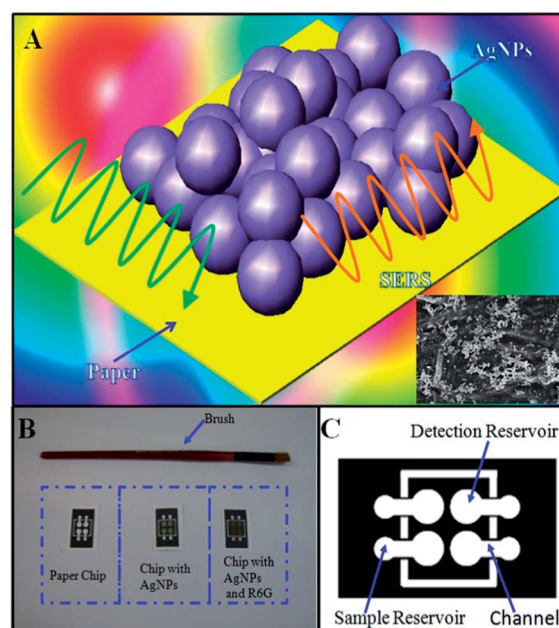 A
AgNPs
SERS
Paper
B
Brush
Paper Chip
Chip with
AgNPs
Chip with
AgNPs
and R6G
C
Detection Reservoir
Sample Reservoir
Channel